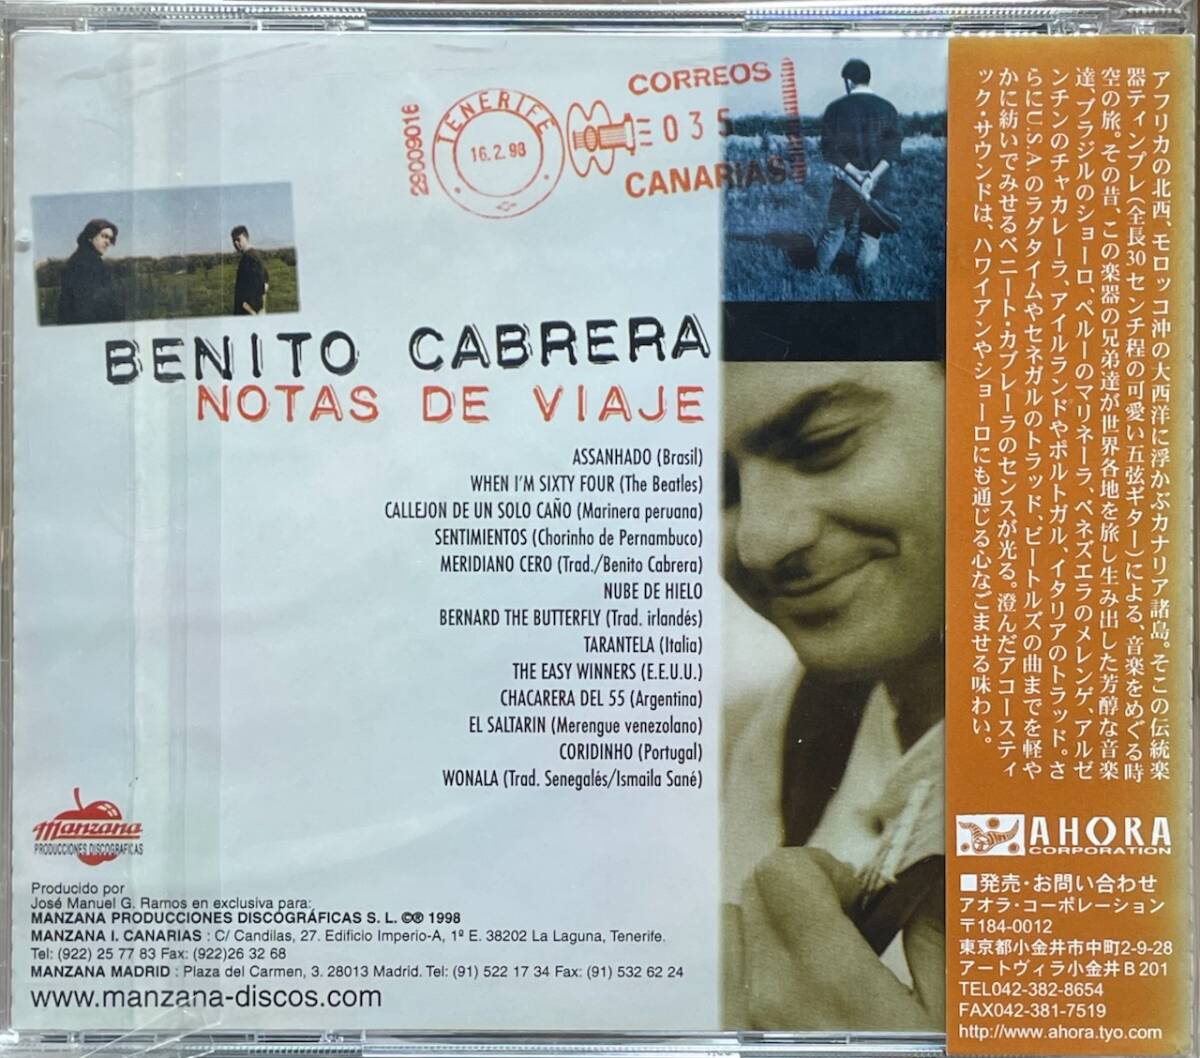 CORREOS
29009016
TENERIFE
16.2.98
035
CANARIAS
BENITO CABRERA
NOTAS DE VIAJE
ASSANHADO (Brasil)
WHEN I'M SIXTY FOUR (The Beatles)
CALLEJON DE UN SOLO CAÑO (Marinera peruana)
SENTIMIENTOS (Chorinho de Pernambuco)
MERIDIANO CERO (Trad./Benito Cabrera)
NUBE DE HIELO
BERNARD THE BUTTERFLY (Trad. irlandés)
TARANTELA (Italia)
THE EASY WINNERS (E.E.U.U.)
CHACARERA DEL 55 (Argentina)
EL SALTARIN (Merengue venezolano)
CORIDINHO (Portugal)
WONALA (Trad. Senegalés/Ismaila Sané)
Manzana
PRODUCCIONES DISCOGRAFICAS
Producido por
José Manuel G. Ramos en exclusiva para:
MANZANA PRODUCCIONES DISCOGRÁFICAS S. L. ©℗ 1998
MANZANA I. CANARIAS : C/ Candilas, 27. Edificio Imperio-A, 1º E. 38202 La Laguna, Tenerife.
Tel: (922) 25 77 83 Fax: (922)26 32 68
MANZANA MADRID : Plaza del Carmen, 3. 28013 Madrid. Tel: (91) 522 17 34 Fax: (91) 532 62 24
www.manzana-discos.com
アフリカの北西、モロッコ沖の大西洋に浮かぶカナリア諸島。そこの伝統楽
器ティンプレ(全長30センチ程の可愛い五弦ギター)による、音楽をめぐる時
空の旅。その昔、この楽器の兄弟達が世界各地を旅し生み出した芳醇な音楽
達、ブラジルのショーロ、ペルーのマリネーラ、ベネズエラのメレンゲ、アルゼ
ンチンのチャカレーラ、アイルランドやポルトガル、イタリアのトラッド。さ
らにU.S.A.のラグタイムやセネガルのトラッド、ビートルズの曲までを軽や
かに紡いでみせるベニート・カブレーラのセンスが光る。澄んだアコースティ
ック・サウンドは、ハワイアンやショーロにも通じる心なごませる味わい。
AHORA
CORPORATION
■発売・お問い合わせ
アオラ・コーポレーション
〒184-0012
東京都小金井市中町2-9-28
アートヴィラ小金井B201
TEL042-382-8654
FAX042-381-7519
http://www.ahora.tyo.com